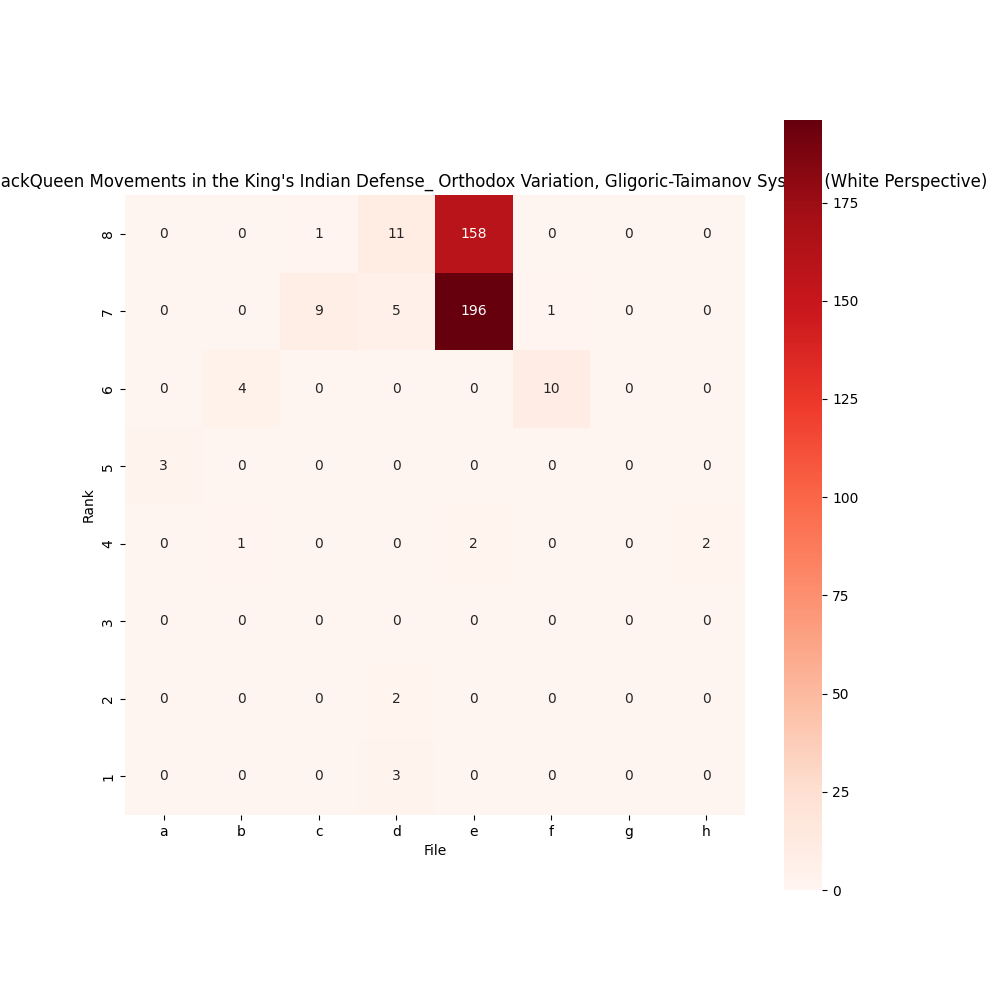 ackQueen Movements in the King's Indian Defense_ Orthodox Variation, Gligoric-Taimanov Sys (White Perspective)
175
8 0 0 1 11 158 0 0 0
150
7 0 0 9 5 196 1 0 0
125
6 0 4 0 0 0 10 0 0
100
5 3 0 0 0 0 0 0 0
Rank
4 0 1 0 0 2 0 0 2
75
3 0 0 0 0 0 0 0 0
50
2 0 0 0 2 0 0 0 0
25
1 0 0 0 3 0 0 0 0
0
a b c d e f g h
File